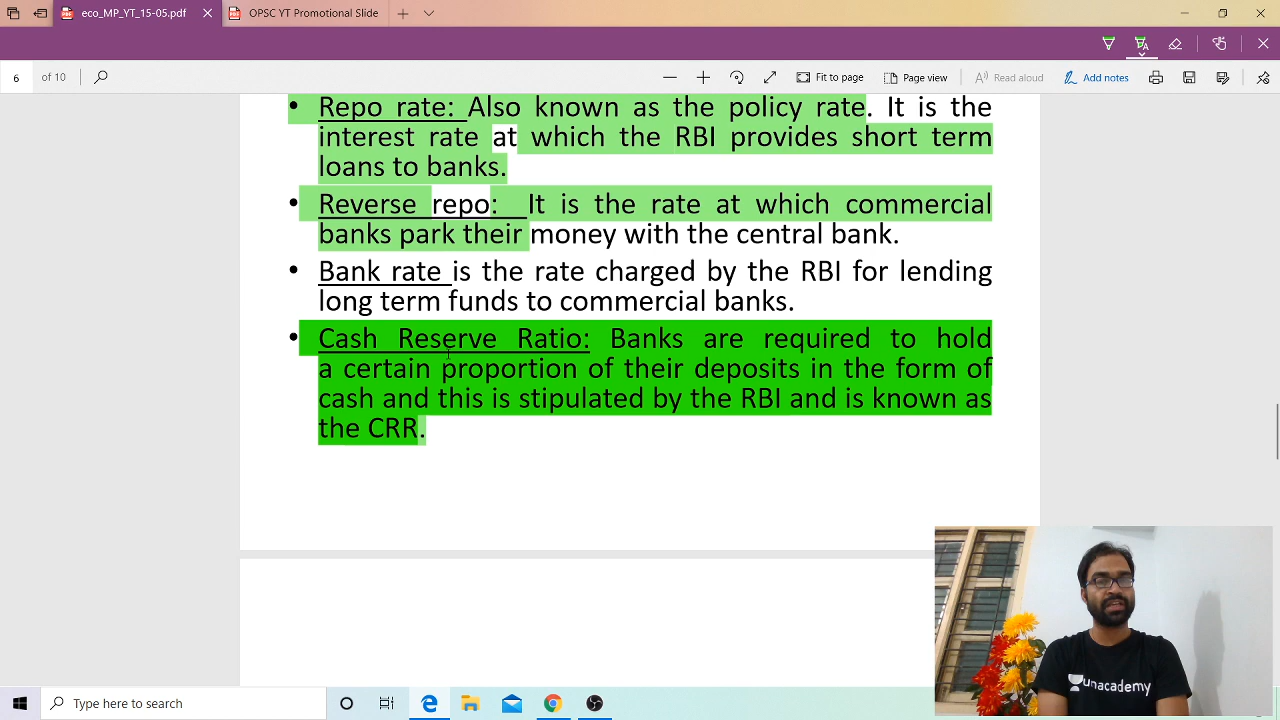 eco_MP_YT_15-05.pdf
OPSC YT Promotional Slide
6 of 10
Fit to page
Page view
Read aloud
Add notes
• Repo rate: Also known as the policy rate. It is the
interest rate at which the RBI provides short term
loans to banks.
• Reverse repo: It is the rate at which commercial
banks park their money with the central bank.
• Bank rate is the rate charged by the RBI for lending
long term funds to commercial banks.
• Cash Reserve Ratio: Banks are required to hold
a certain proportion of their deposits in the form of
cash and this is stipulated by the RBI and is known as
the CRR.
unacademy
Type here to search